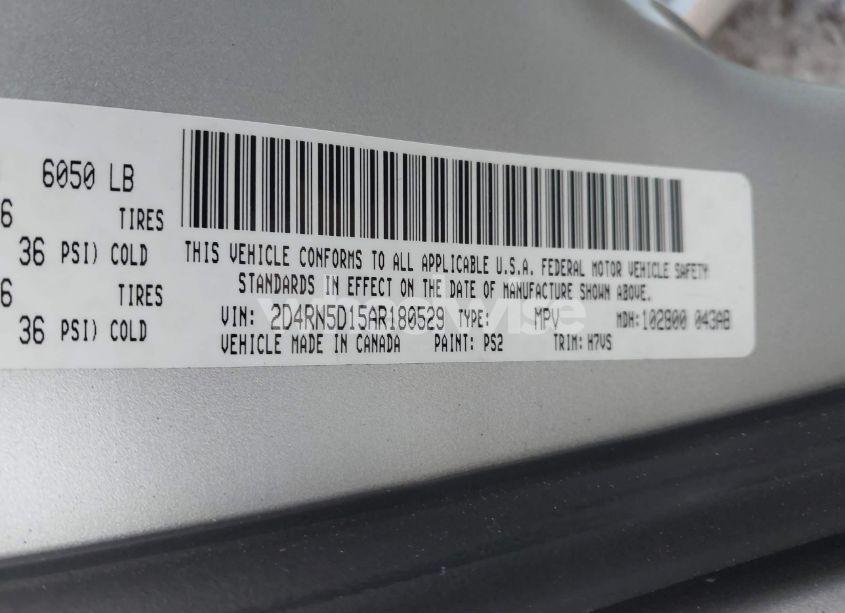 6050 LB
6 TIRES
36 PSI) COLD
6 TIRES
36 PSI) COLD
THIS VEHICLE CONFORMS TO ALL APPLICABLE U.S.A. FEDERAL MOTOR VEHICLE SAFETY
STANDARDS IN EFFECT ON THE DATE OF MANUFACTURE SHOWN ABOVE.
VIN: 2D4RN5D15AR180529 TYPE: MPV MDH: 102800 043AB
VEHICLE MADE IN CANADA PAINT: PS2 TRIM: H7VS
wheelwise